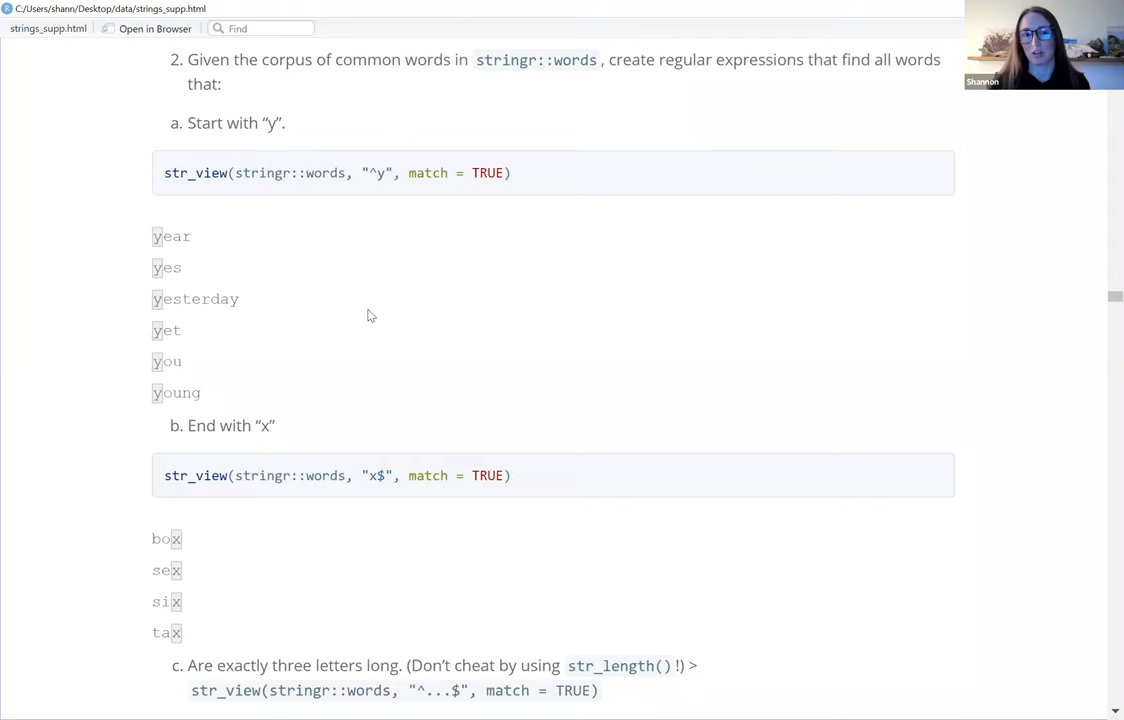 C:/Users/shann/Desktop/data/strings_supp.html
strings_supp.html Open in Browser Find
Shannon
2. Given the corpus of common words in stringr::words, create regular expressions that find all words
that:
a. Start with “y”.
str_view(stringr::words, "^y", match = TRUE)
year
yes
yesterday
yet
you
young
b. End with “x”
str_view(stringr::words, "x$", match = TRUE)
box
sex
six
tax
c. Are exactly three letters long. (Don’t cheat by using str_length()!) >
str_view(stringr::words, "^...$", match = TRUE)